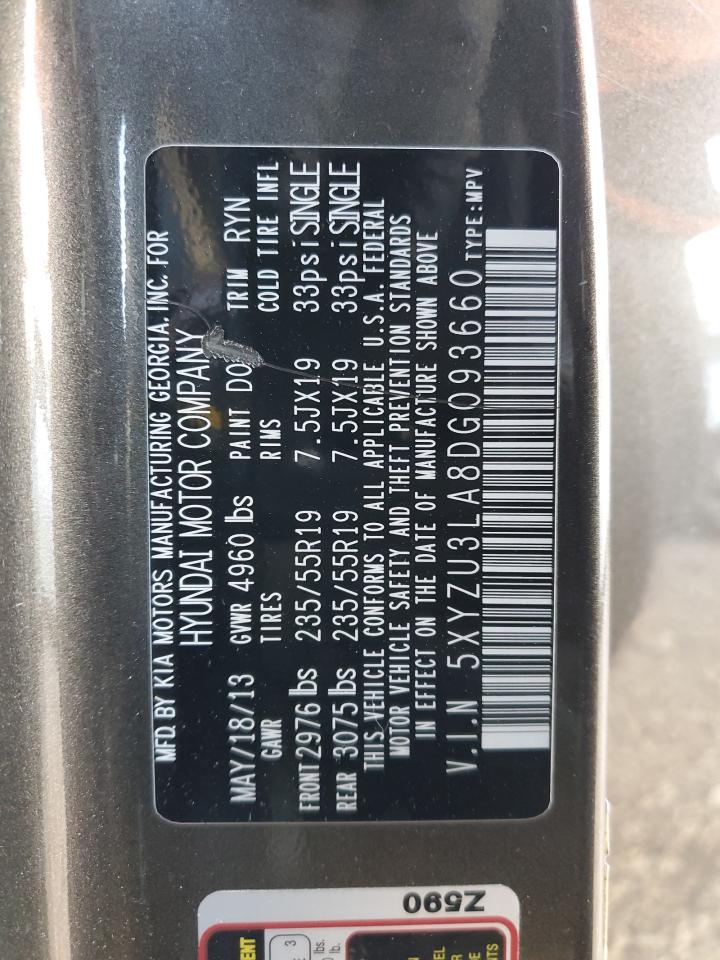 MFD. BY KIA MOTORS MANUFACTURING GEORGIA. INC. FOR
HYUNDAI MOTOR COMPANY
MAY/18/13 GVWR 4960 lbs PAINT DO TRIM RYN
GAWR TIRES RIMS COLD TIRE INFL
FRONT 2976 lbs 235/55R19 7.5JX19 33psi SINGLE
REAR 3075 lbs 235/55R19 7.5JX19 33psi SINGLE
THIS VEHICLE CONFORMS TO ALL APPLICABLE U.S.A. FEDERAL
MOTOR VEHICLE SAFETY AND THEFT PREVENTION STANDARDS
IN EFFECT ON THE DATE OF MANUFACTURE SHOWN ABOVE
V.I.N 5XYZU3LA8DG093660 TYPE:MPV
Z590
3
lbs.
lb.